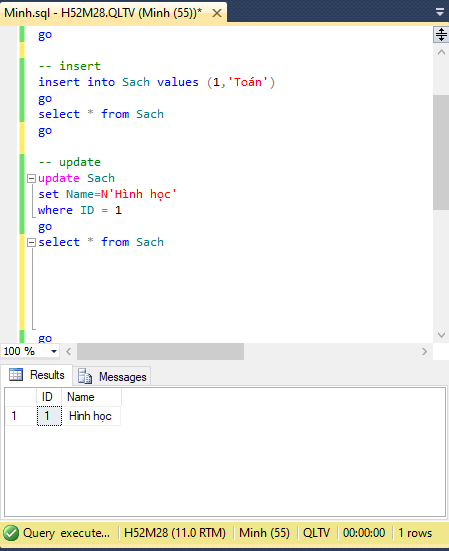 Minh.sql - H52M28.QLTV (Minh (55))*
go
-- insert
insert into Sach values (1,'Toán')
go
select * from Sach
go
-- update
update Sach
set Name=N'Hình học'
where ID = 1
go
select * from Sach
go
100 %
Results Messages
ID Name
1 1 Hình học
Query execute... H52M28 (11.0 RTM) Minh (55) QLTV 00:00:00 1 rows